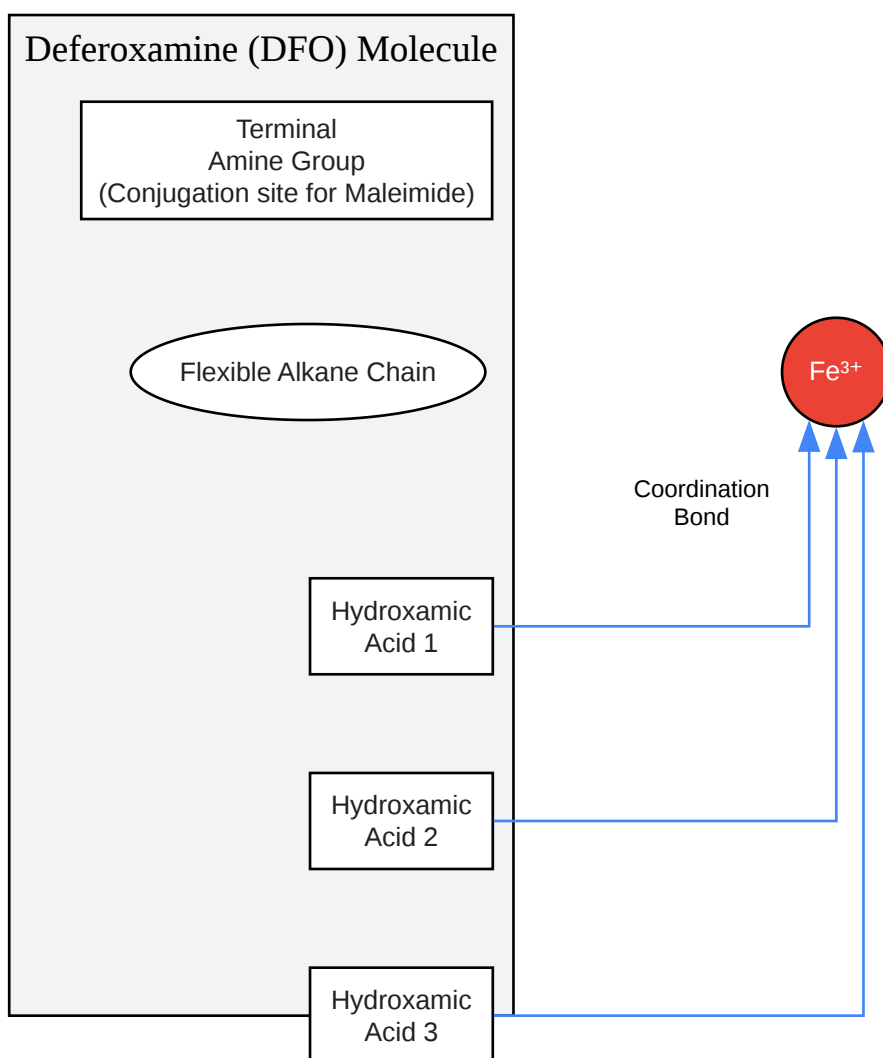 Deferoxamine (DFO) Molecule
Terminal
Amine Group
(Conjugation site for Maleimide)
Flexible Alkane Chain
Fe³⁺
Coordination
Bond
Hydroxamic
Acid 1
Hydroxamic
Acid 2
Hydroxamic
Acid 3